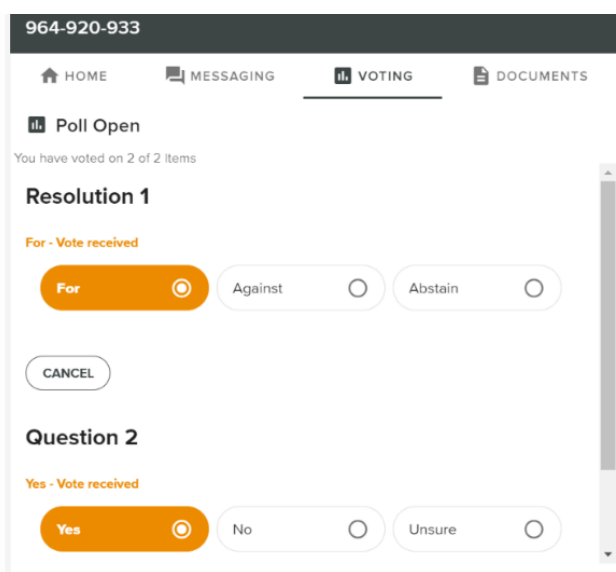 964-920-933
HOME MESSAGING VOTING DOCUMENTS
Poll Open
You have voted on 2 of 2 items
Resolution 1
For - Vote received
For Against Abstain
CANCEL
Question 2
Yes - Vote received
Yes No Unsure